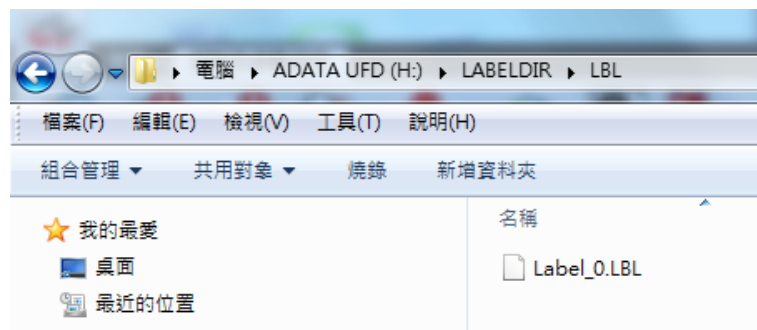 電腦 ▸ ADATA UFD (H:) ▸ LABELDIR ▸ LBL
檔案(F) 編輯(E) 檢視(V) 工具(T) 說明(H)
組合管理 ▼ 共用對象 ▼ 燒錄 新增資料夾
我的最愛
桌面
最近的位置
名稱
Label_0.LBL